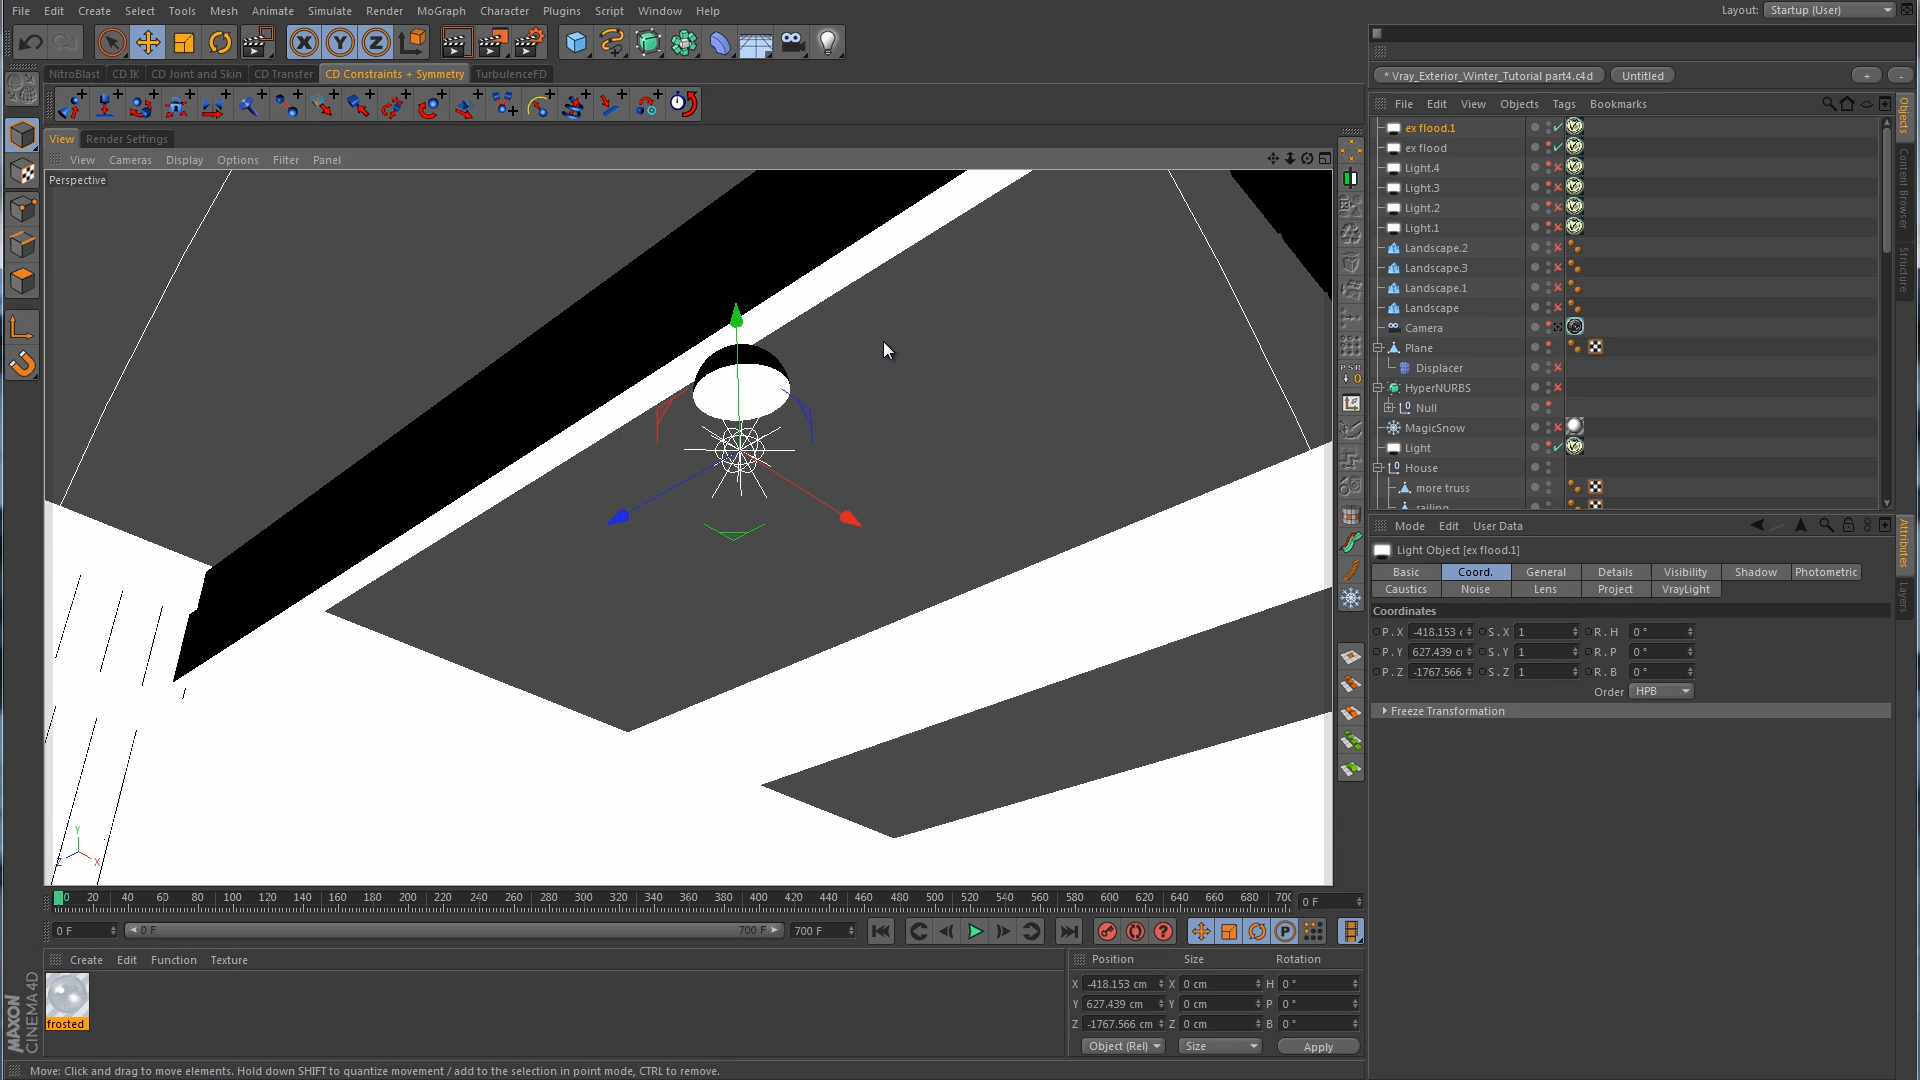 File Edit Create Select Tools Mesh Animate Simulate Render MoGraph Character Plugins Script Window Help
Layout: Startup (User)
NitroBlast CD IK CD Joint and Skin CD Transfer CD Constraints + Symmetry TurbulenceFD
* Vray_Exterior_Winter_Tutorial part4.c4d Untitled + -
File Edit View Objects Tags Bookmarks
View Render Settings
View Cameras Display Options Filter Panel
Perspective
ex flood.1
ex flood
Light.4
Light.3
Light.2
Light.1
Landscape.2
Landscape.3
Landscape.1
Landscape
Camera
Plane
Displacer
HyperNURBS
Null
MagicSnow
Light
House
more truss
railing
Objects
Content Browser
Structure
P S R
0
Mode Edit User Data
Attributes
Layers
Light Object [ex flood.1]
Basic Coord. General Details Visibility Shadow Photometric
Caustics Noise Lens Project VrayLight
Coordinates
P . X -418.153 c S . X 1 R . H 0 °
P . Y 627.439 c S . Y 1 R . P 0 °
P . Z -1767.566 S . Z 1 R . B 0 °
Order HPB
Freeze Transformation
Y
Z X
0 20 40 60 80 100 120 140 160 180 200 220 240 260 280 300 320 340 360 380 400 420 440 460 480 500 520 540 560 580 600 620 640 660 680 700 0 F
0 F 0 F 700 F 700 F
Create Edit Function Texture
frosted
MAXON
CINEMA 4D
Position Size Rotation
X -418.153 cm X 0 cm H 0 °
Y 627.439 cm Y 0 cm P 0 °
Z -1767.566 cm Z 0 cm B 0 °
Object (Rel) Size Apply
Move: Click and drag to move elements. Hold down SHIFT to quantize movement / add to the selection in point mode, CTRL to remove.